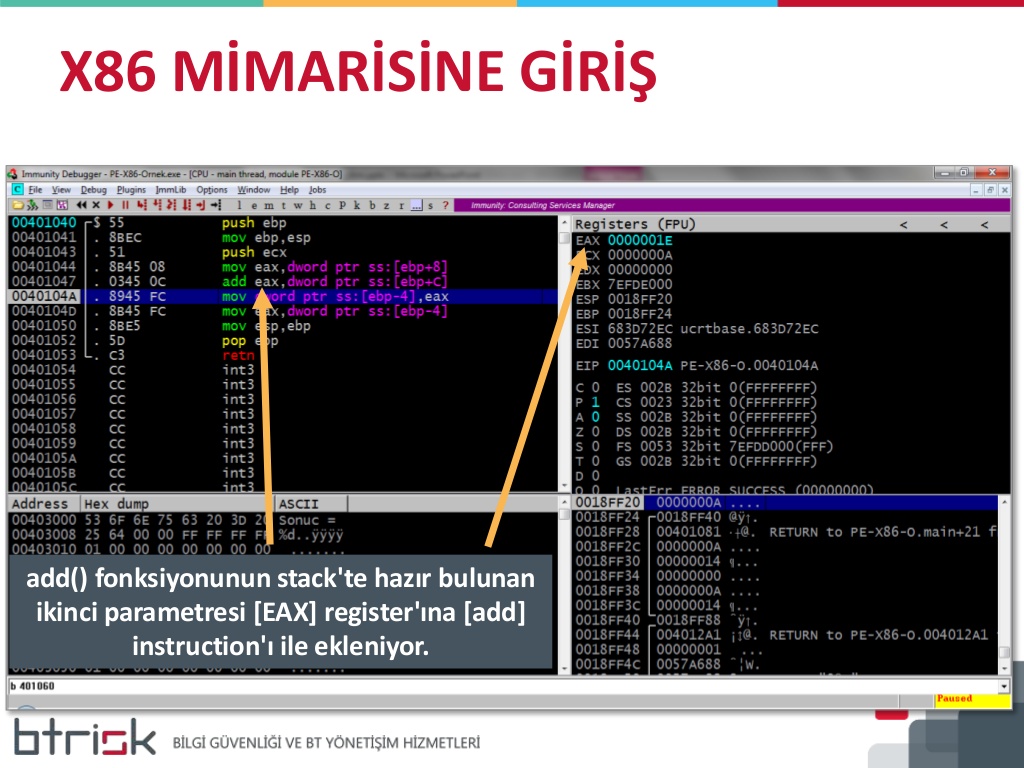 X86 MİMARİSİNE GİRİŞ
Immunity Debugger - PE-X86-Ornek.exe - [CPU - main thread, module PE-X86-O]
File View Debug Plugins ImmLib Options Window Help Jobs
l e m t w h c P k b z r ... s ? Immunity: Consulting Services Manager
00401040 $ 55 push ebp
00401041 . 8BEC mov ebp,esp
00401043 . 51 push ecx
00401044 . 8B45 08 mov eax,dword ptr ss:[ebp+8]
00401047 . 0345 0C add eax,dword ptr ss:[ebp+C]
0040104A . 8945 FC mov dword ptr ss:[ebp-4],eax
0040104D . 8B45 FC mov eax,dword ptr ss:[ebp-4]
00401050 . 8BE5 mov esp,ebp
00401052 . 5D pop ebp
00401053 . C3 retn
00401054 CC int3
00401055 CC int3
00401056 CC int3
00401057 CC int3
00401058 CC int3
00401059 CC int3
0040105A CC int3
0040105B CC int3
0040105C CC int3
Registers (FPU) < < <
EAX 0000001E
ECX 0000000A
EDX 00000000
EBX 7EFDE000
ESP 0018FF20
EBP 0018FF24
ESI 683D72EC ucrtbase.683D72EC
EDI 0057A688
EIP 0040104A PE-X86-O.0040104A
C 0 ES 002B 32bit 0(FFFFFFFF)
P 1 CS 0023 32bit 0(FFFFFFFF)
A 0 SS 002B 32bit 0(FFFFFFFF)
Z 0 DS 002B 32bit 0(FFFFFFFF)
S 0 FS 0053 32bit 7EFDD000(FFF)
T 0 GS 002B 32bit 0(FFFFFFFF)
D 0
O 0 LastErr ERROR_SUCCESS (00000000)
Address Hex dump ASCII
00403000 53 6F 6E 75 63 20 3D 20 Sonuc =
00403008 25 64 00 00 FF FF FF FF %d..ÿÿÿÿ
00403010 01 00 00 00 00 00 00 00 .......
0018FF20 0000000A ....
0018FF24 0018FF40 @ÿ↑.
0018FF28 00401081 RETURN to PE-X86-O.main+21 f
0018FF2C 0000000A ....
0018FF30 00000014 ¶...
0018FF34 00000000 ....
0018FF38 0000000A ....
0018FF3C 00000014 ¶...
0018FF40 0018FF88 ÿ↑.
0018FF44 004012A1 ¡↕@. RETURN to PE-X86-O.004012A1
0018FF48 00000001 ...
0018FF4C 0057A688 ¦W.
add() fonksiyonunun stack'te hazır bulunan
ikinci parametresi [EAX] register'ına [add]
instruction'ı ile ekleniyor.
b 401060
Paused
btrisk BİLGİ GÜVENLİĞİ VE BT YÖNETİŞİM HİZMETLERİ